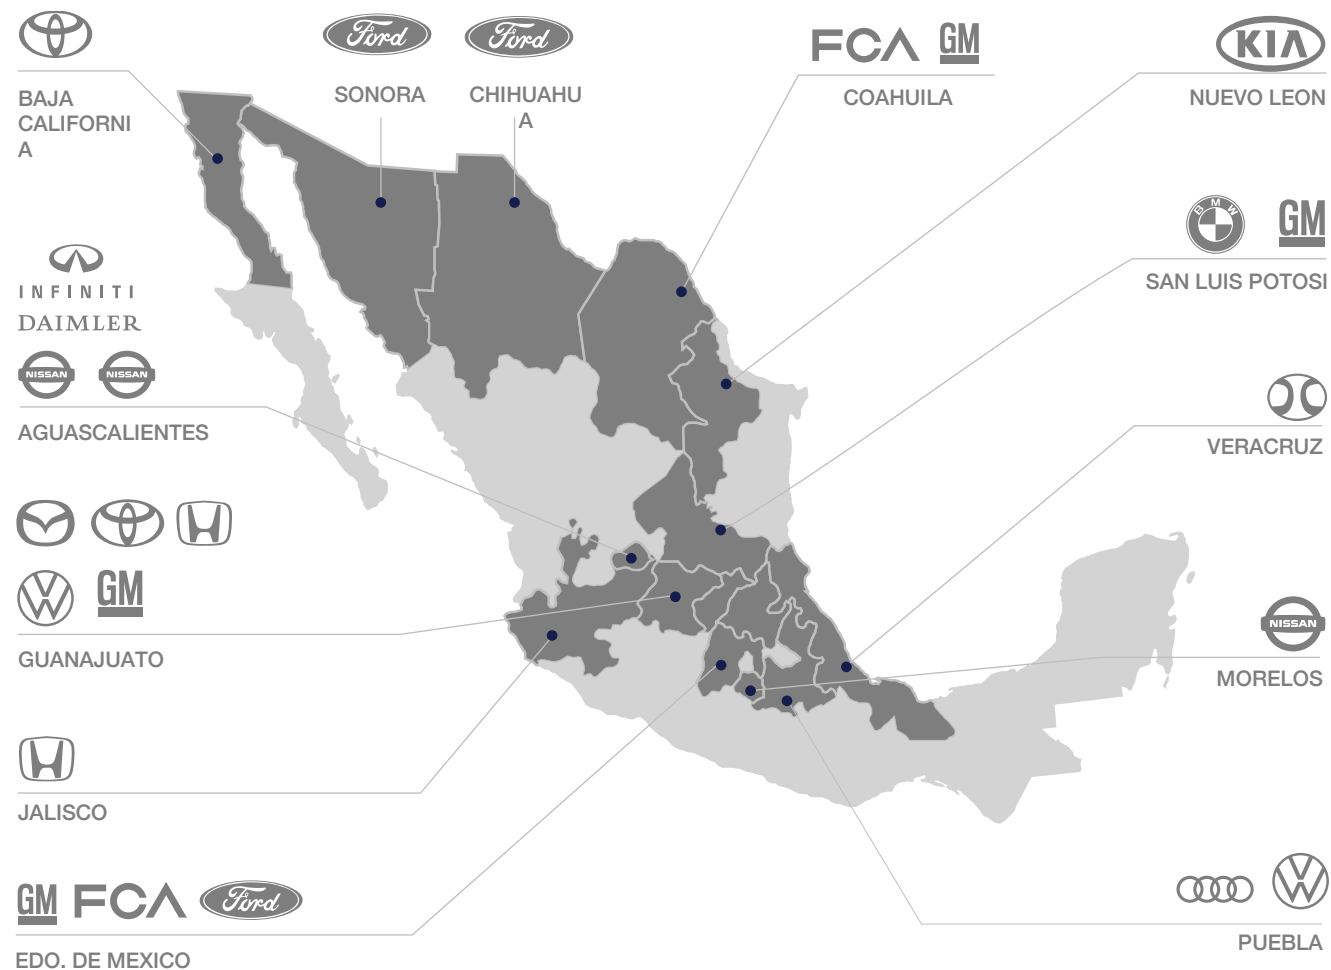 Ford
Ford
FCA GM
KIA
BAJA
CALIFORNI
A
SONORA
CHIHUAHU
A
COAHUILA
NUEVO LEON
BMW
GM
SAN LUIS POTOSI
INFINITI
DAIMLER
NISSAN
NISSAN
AGUASCALIENTES
VERACRUZ
GM
GUANAJUATO
NISSAN
MORELOS
JALISCO
GM FCA Ford
EDO. DE MEXICO
PUEBLA